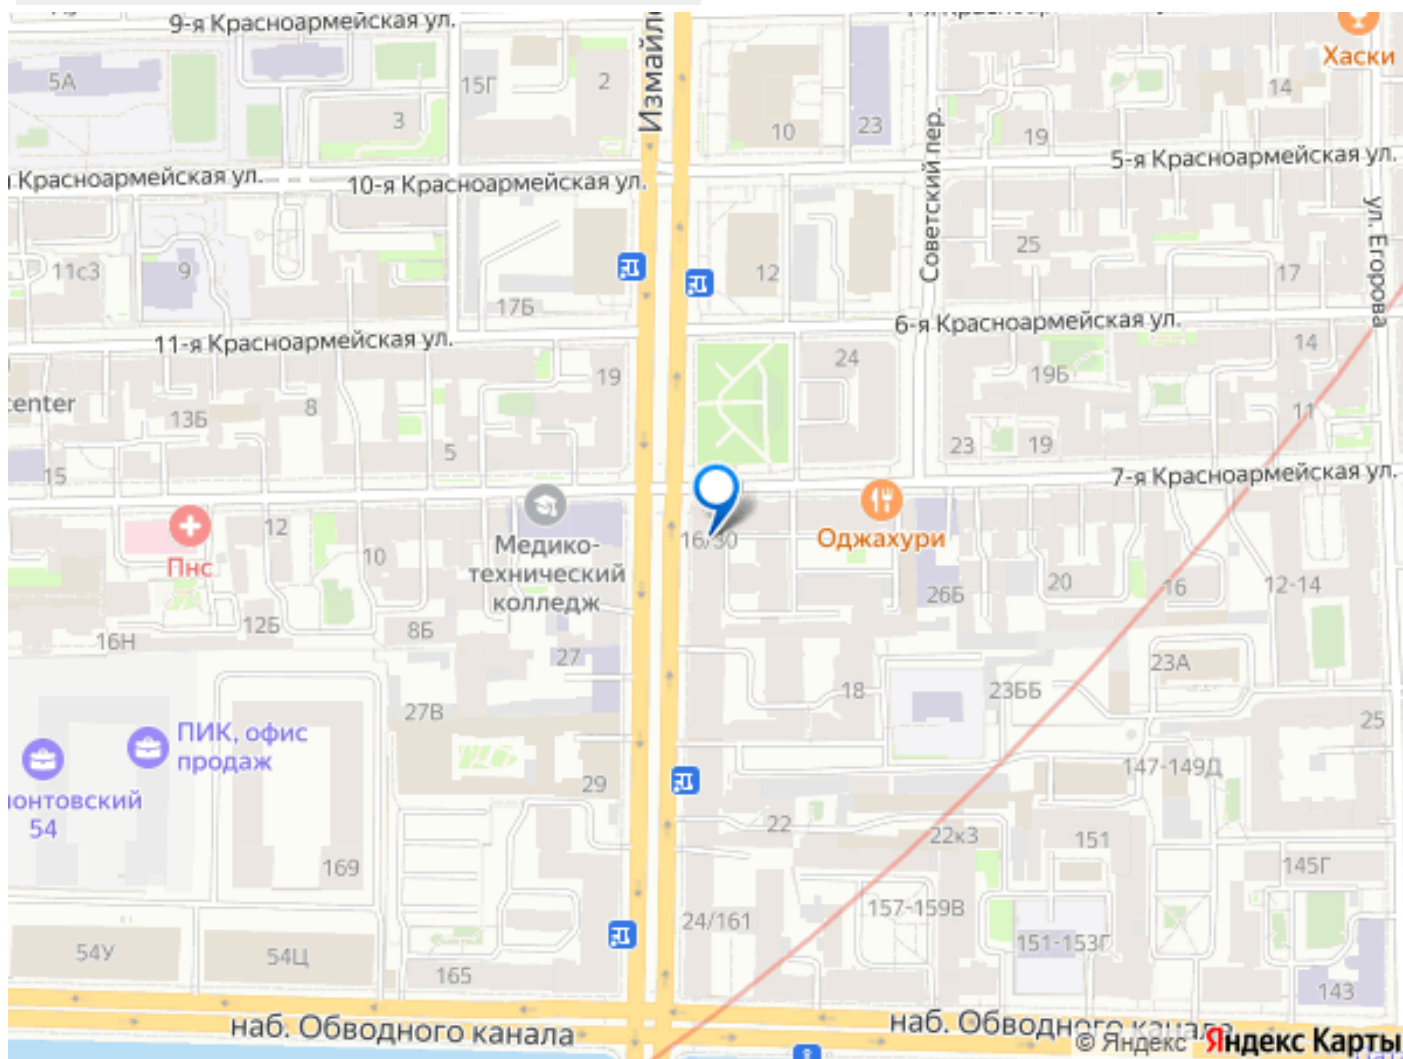 9-я Красноармейская ул.
Хаски
5А
15Г
2
3
10
23
19
14
Советский пер.
5-я Красноармейская ул.
Красноармейская ул.
10-я Красноармейская ул.
ул. Егорова
11с3
9
17Б
12
25
17
11-я Красноармейская ул.
6-я Красноармейская ул.
center
13Б
8
19
24
19Б
14
11
15
5
23
19
7-я Красноармейская ул.
12
10
Пнс
Медико-
технический
колледж
16/30
Оджахури
26Б
20
16
12-14
16Н
12Б
8Б
27
18
23ББ
23А
27В
25
ПИК, офис
продаж
54
29
22
22к3
147-149Д
151
145Г
169
24/161
157-159В
151-153Г
54У
54Ц
165
143
наб. Обводного канала
наб. Обводного канала
© Яндекс Яндекс Карты